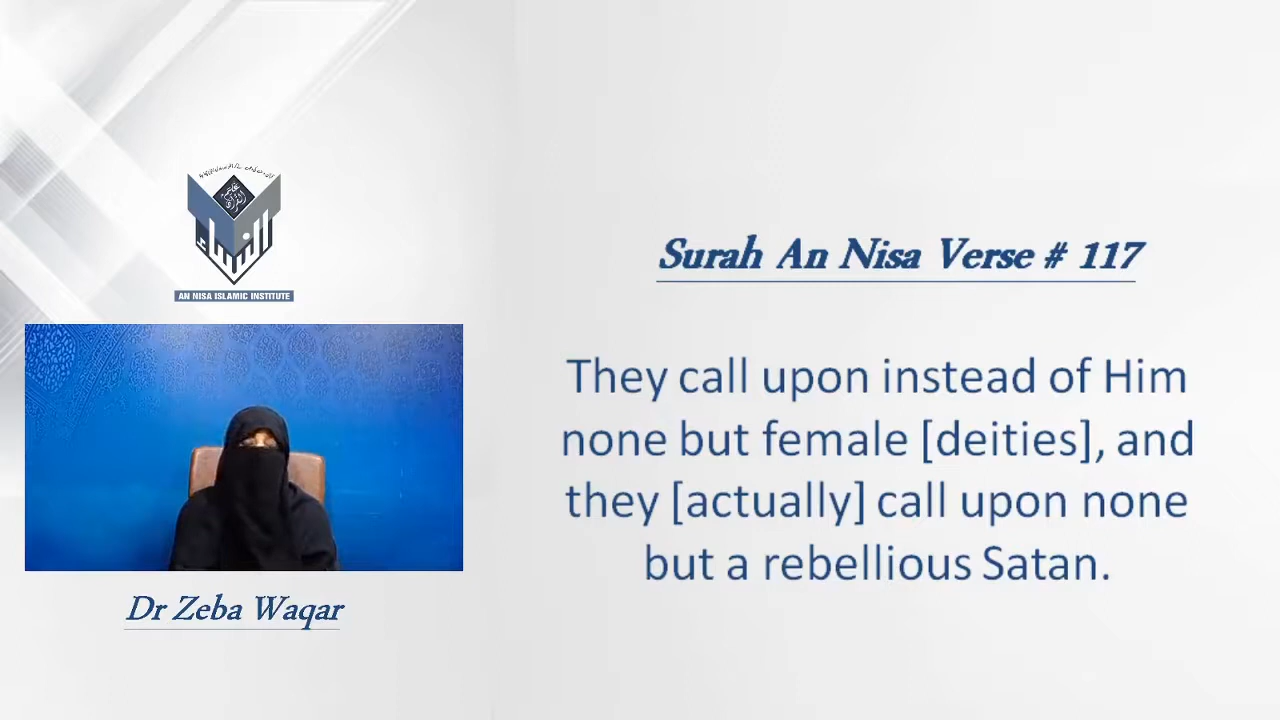 النساء
AN NISA ISLAMIC INSTITUTE
Dr Zeba Waqar
Surah An Nisa Verse # 117
They call upon instead of Him
none but female [deities], and
they [actually] call upon none
but a rebellious Satan.